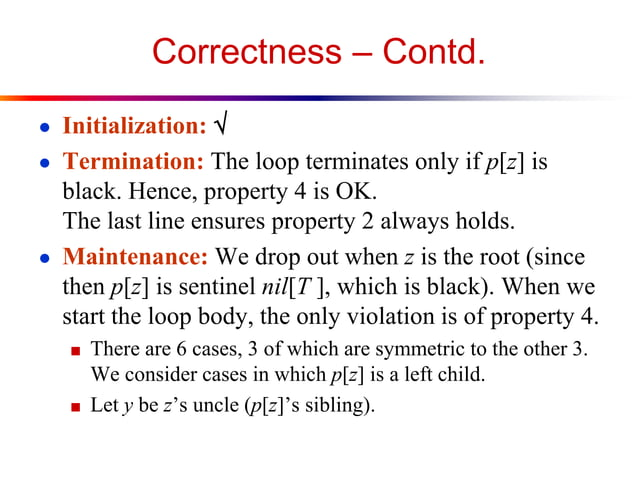 Correctness – Contd.
● Initialization: √
● Termination: The loop terminates only if p[z] is
black. Hence, property 4 is OK.
The last line ensures property 2 always holds.
● Maintenance: We drop out when z is the root (since
then p[z] is sentinel nil[T ], which is black). When we
start the loop body, the only violation is of property 4.
■ There are 6 cases, 3 of which are symmetric to the other 3.
We consider cases in which p[z] is a left child.
■ Let y be z’s uncle (p[z]’s sibling).